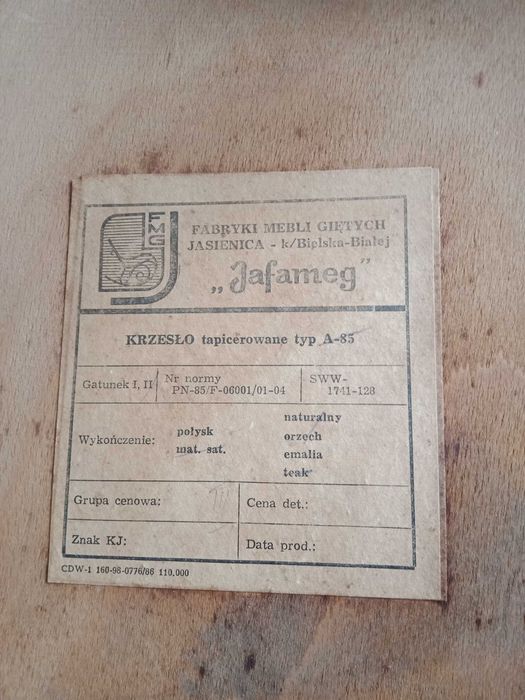 FMG
FABRYKI MEBLI GIĘTYCH
JASIENICA - k/Bielska-Białej
„Jafameg”
KRZESŁO tapicerowane typ A-85
Gatunek I, II
Nr normy
PN-85/F-06001/01-04
SWW-
1741-128
Wykończenie:
połysk
mat. sat.
naturalny
orzęch
emalia
teak
Grupa cenowa:
Cena det.:
Znak KJ:
Data prod.:
CDW-1 160-98-0776/86 110.000